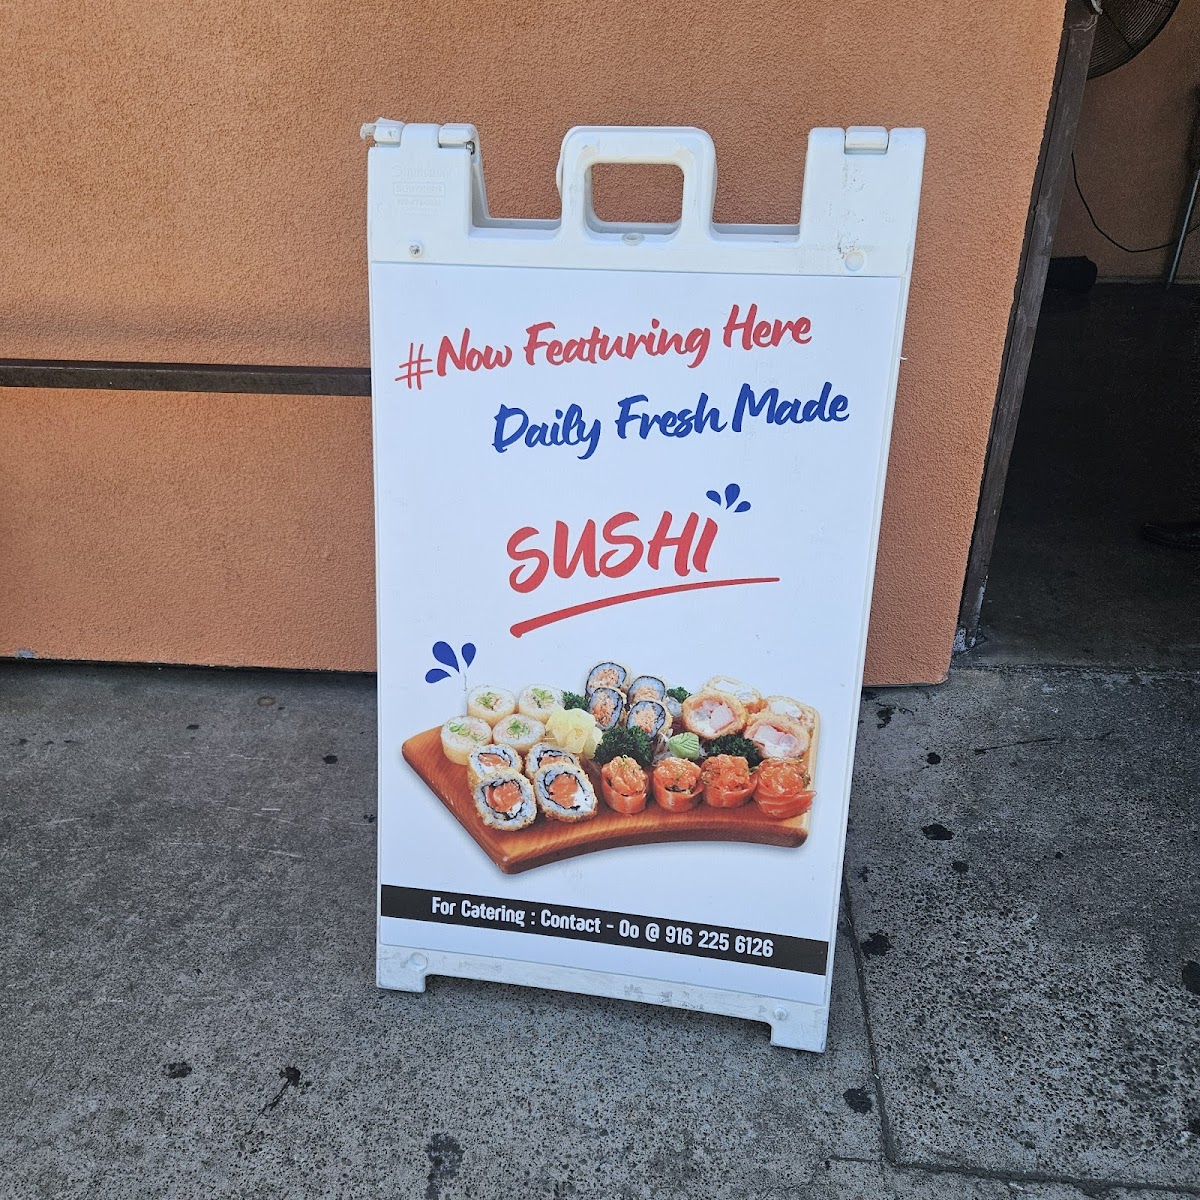 #Now Featuring Here
Daily Fresh Made
SUSHI
For Catering : Contact - Oo @ 916 225 6126